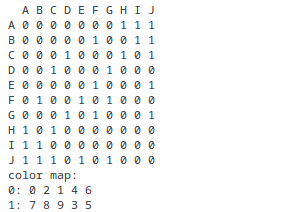 A B C D E F G H I J
A 0 0 0 0 0 0 0 1 1 1
B 0 0 0 0 0 1 0 0 1 1
C 0 0 0 1 0 0 0 1 0 1
D 0 0 1 0 0 0 1 0 0 0
E 0 0 0 0 0 1 0 0 0 1
F 0 1 0 0 1 0 1 0 0 0
G 0 0 0 1 0 1 0 0 0 1
H 1 0 1 0 0 0 0 0 0 0
I 1 1 0 0 0 0 0 0 0 0
J 1 1 1 0 1 0 1 0 0 0
color map:
0: 0 2 1 4 6
1: 7 8 9 3 5